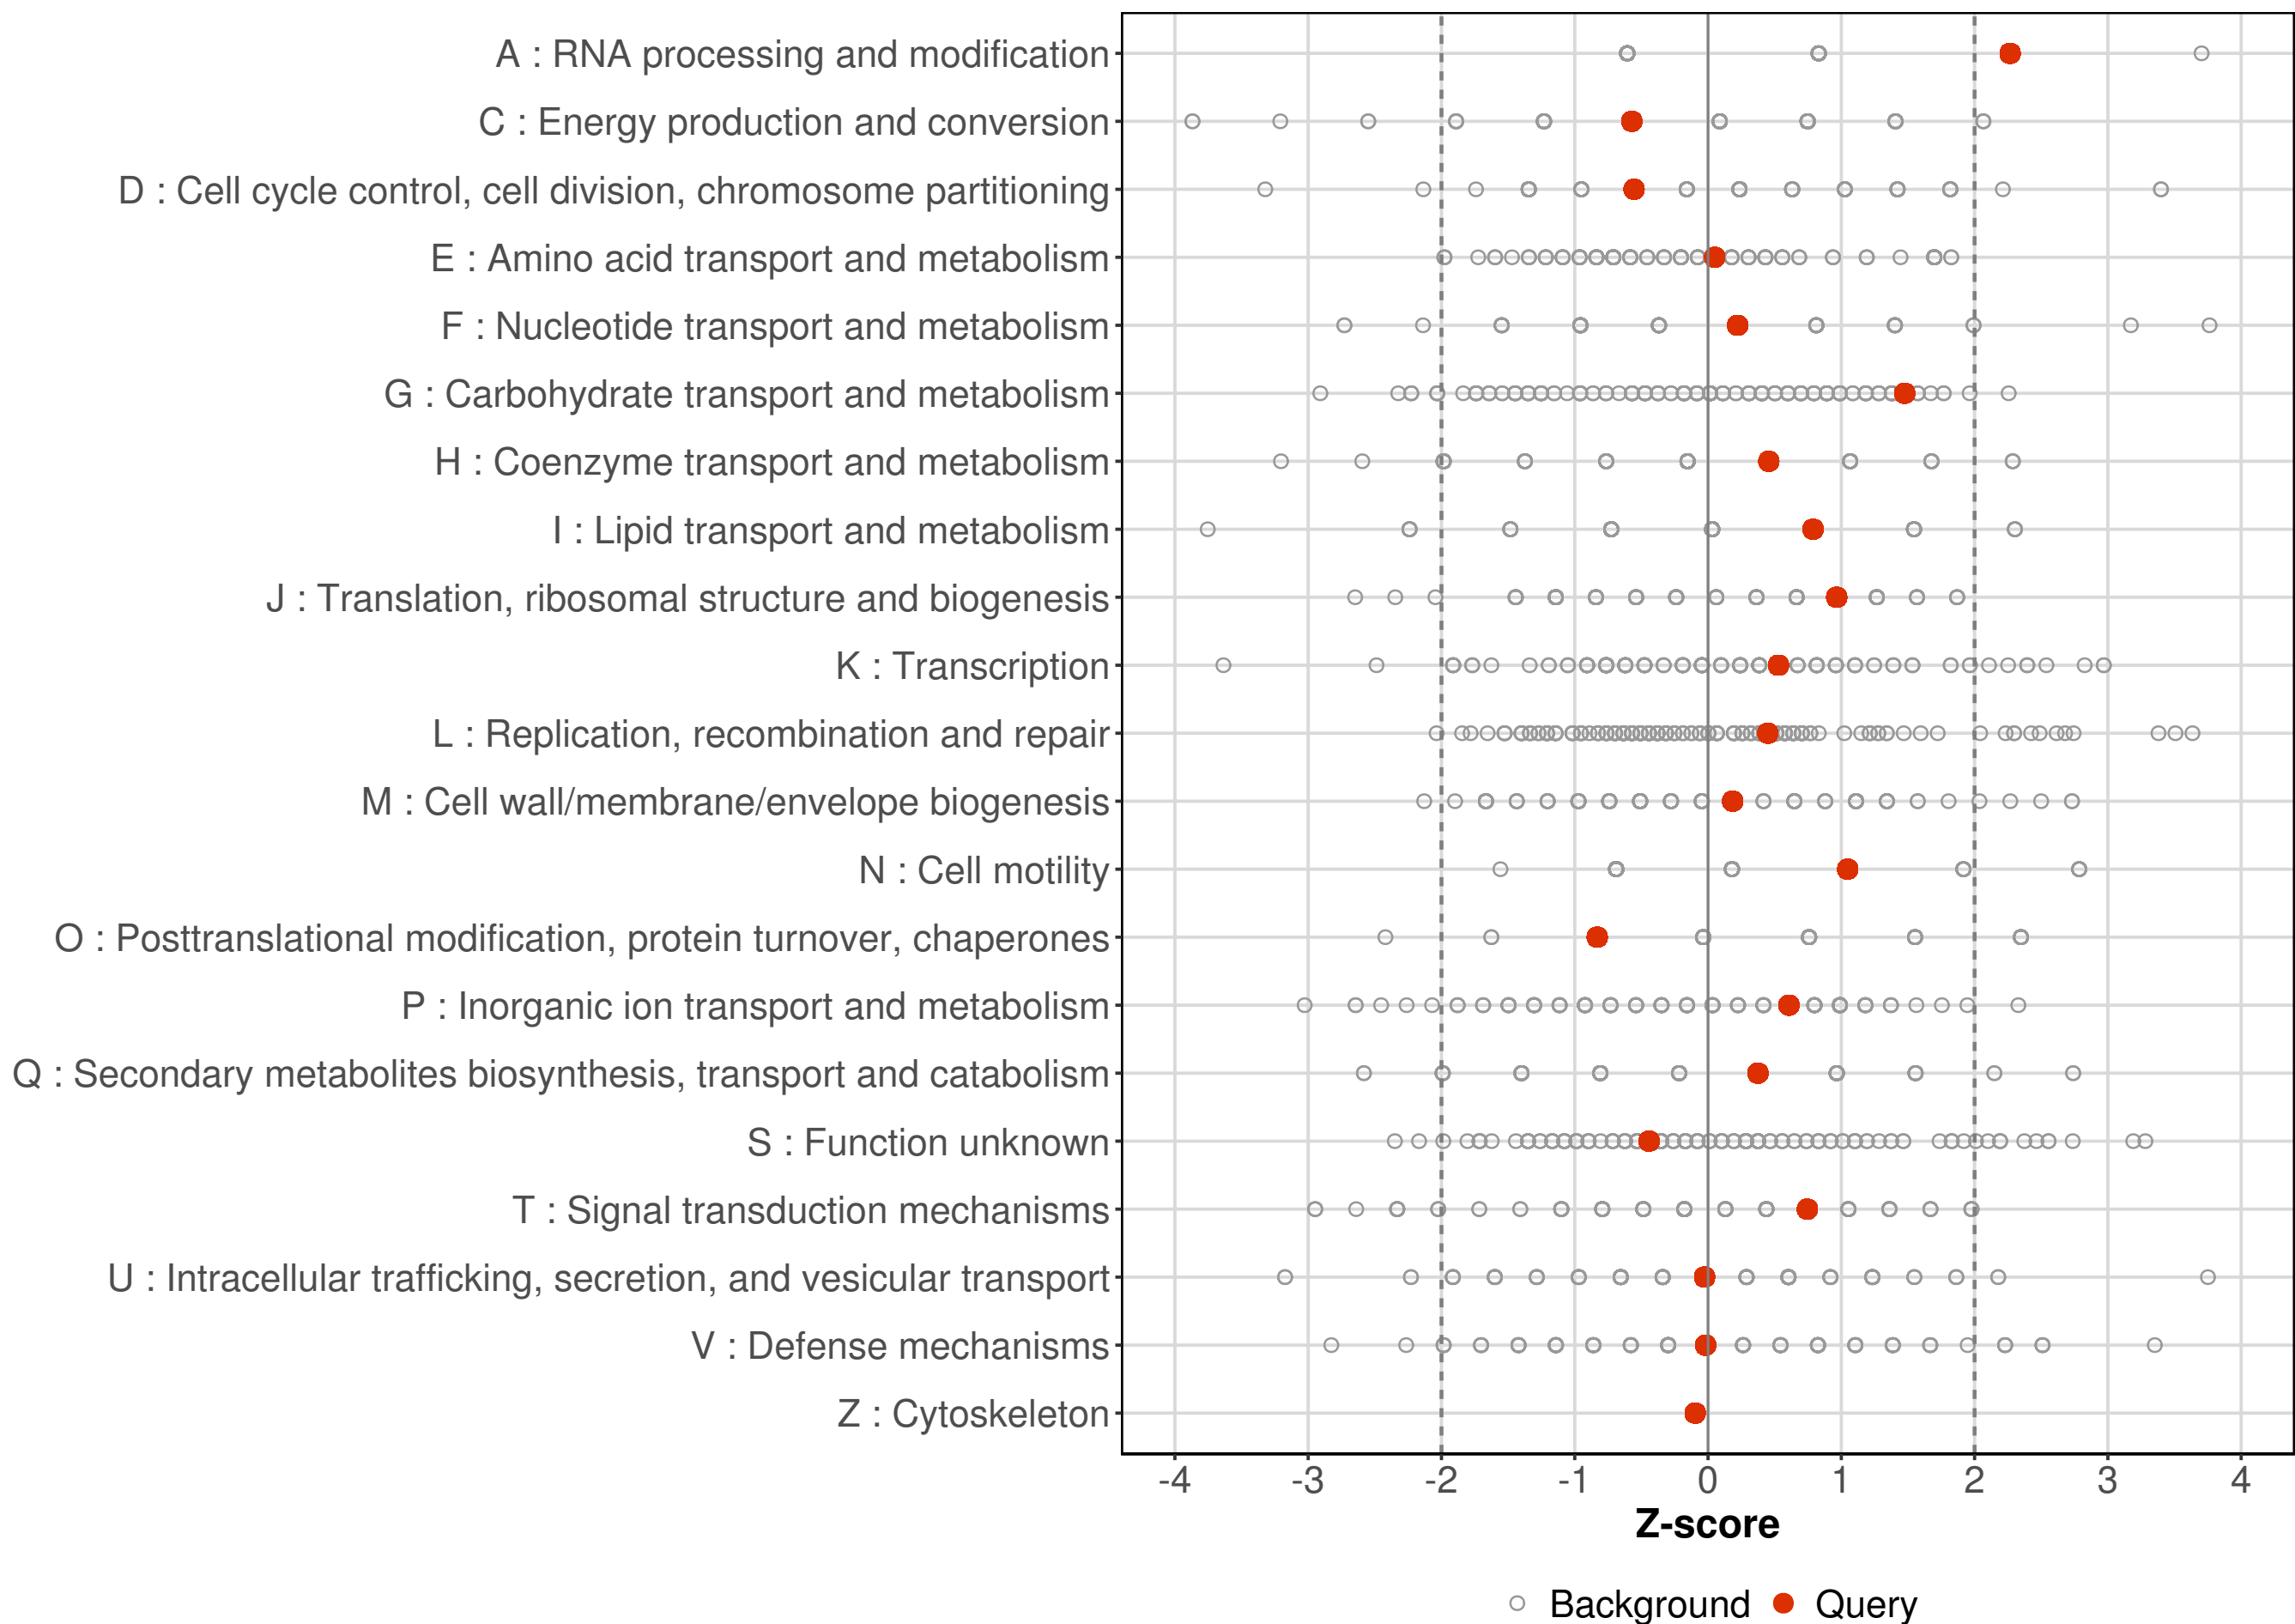 A : RNA processing and modification
C : Energy production and conversion
D : Cell cycle control, cell division, chromosome partitioning
E : Amino acid transport and metabolism
F : Nucleotide transport and metabolism
G : Carbohydrate transport and metabolism
H : Coenzyme transport and metabolism
I : Lipid transport and metabolism
J : Translation, ribosomal structure and biogenesis
K : Transcription
L : Replication, recombination and repair
M : Cell wall/membrane/envelope biogenesis
N : Cell motility
O : Posttranslational modification, protein turnover, chaperones
P : Inorganic ion transport and metabolism
Q : Secondary metabolites biosynthesis, transport and catabolism
S : Function unknown
T : Signal transduction mechanisms
U : Intracellular trafficking, secretion, and vesicular transport
V : Defense mechanisms
Z : Cytoskeleton
-4 -3 -2 -1 0 1 2 3 4
Z-score
Background Query